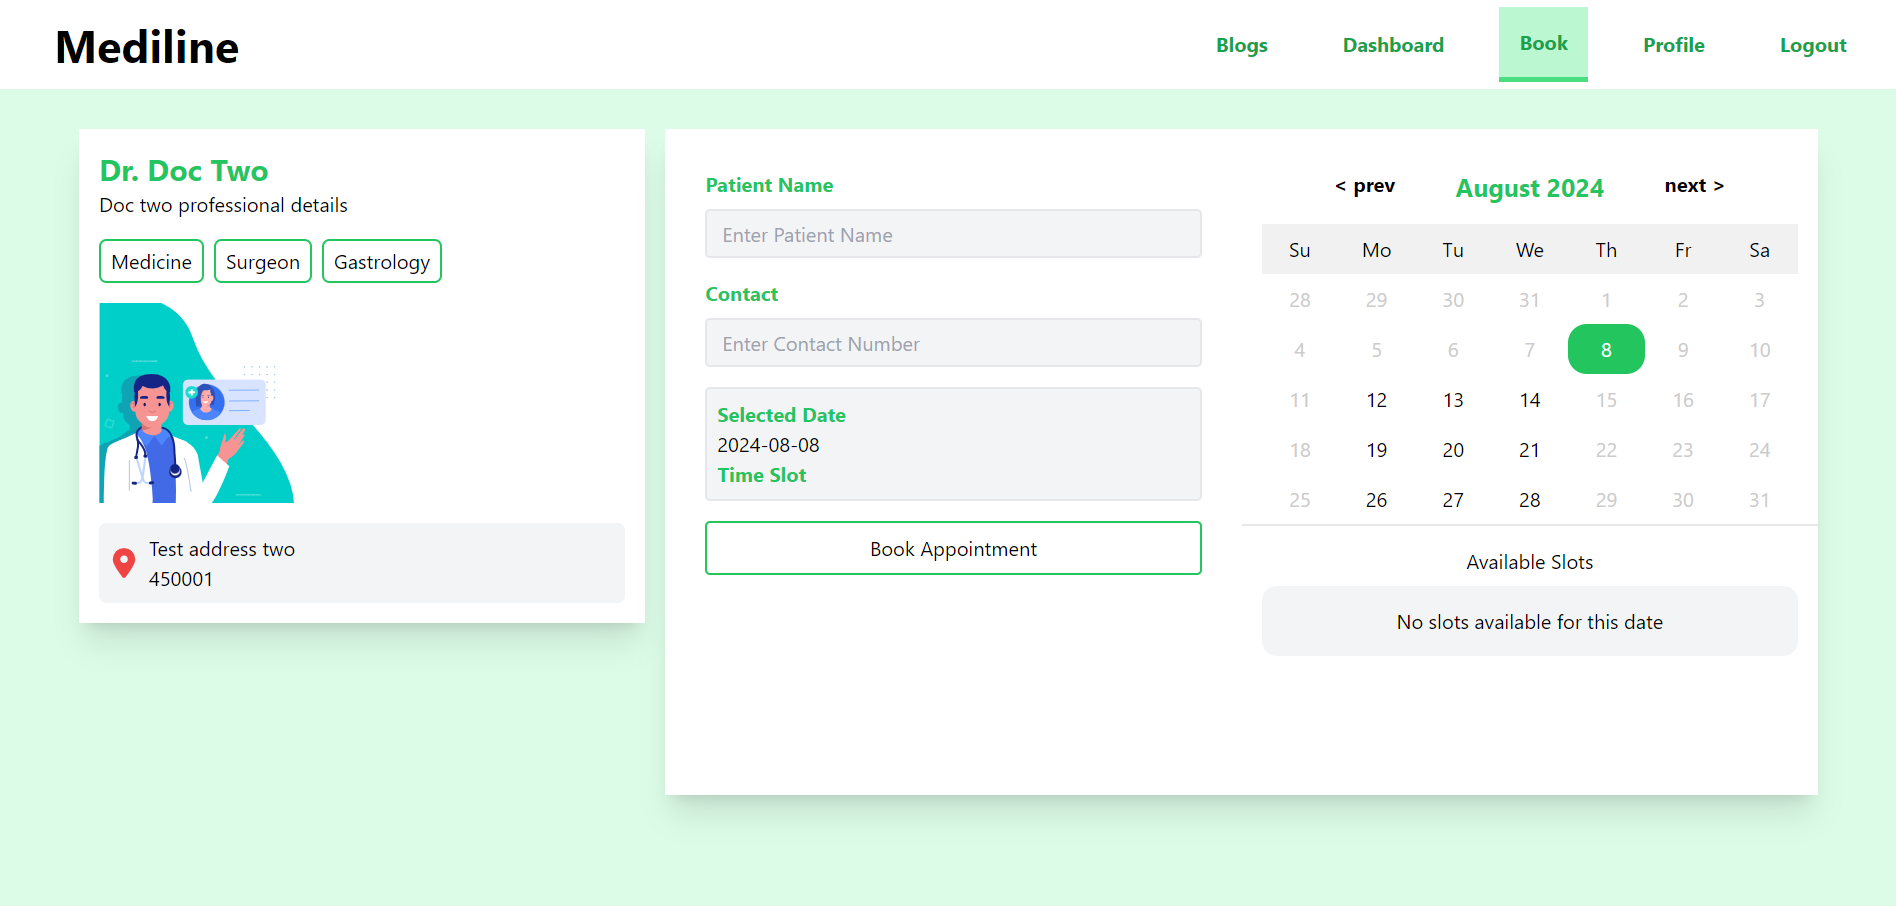 Mediline
Blogs Dashboard Book Profile Logout
Dr. Doc Two
Doc two professional details
Medicine Surgeon Gastrology
Test address two
450001
Patient Name
Enter Patient Name
Contact
Enter Contact Number
Selected Date
2024-08-08
Time Slot
Book Appointment
< prev August 2024 next >
Su Mo Tu We Th Fr Sa
28 29 30 31 1 2 3
4 5 6 7 8 9 10
11 12 13 14 15 16 17
18 19 20 21 22 23 24
25 26 27 28 29 30 31
Available Slots
No slots available for this date